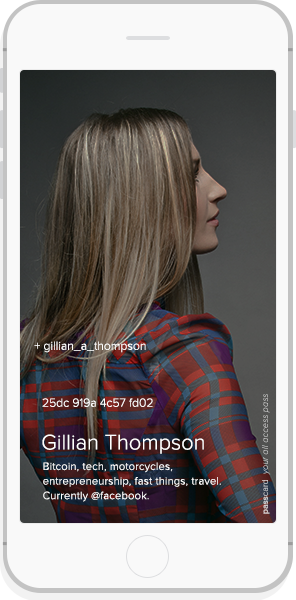 + gillian_a_thompson
25dc 919a 4c57 fd02
Gillian Thompson
Bitcoin, tech, motorcycles,
entrepreneurship, fast things, travel.
Currently @facebook.
passcard your all access pass